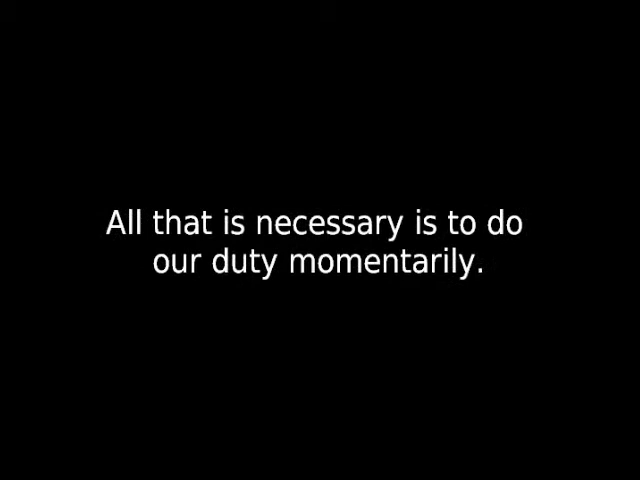 All that is necessary is to do
our duty momentarily.